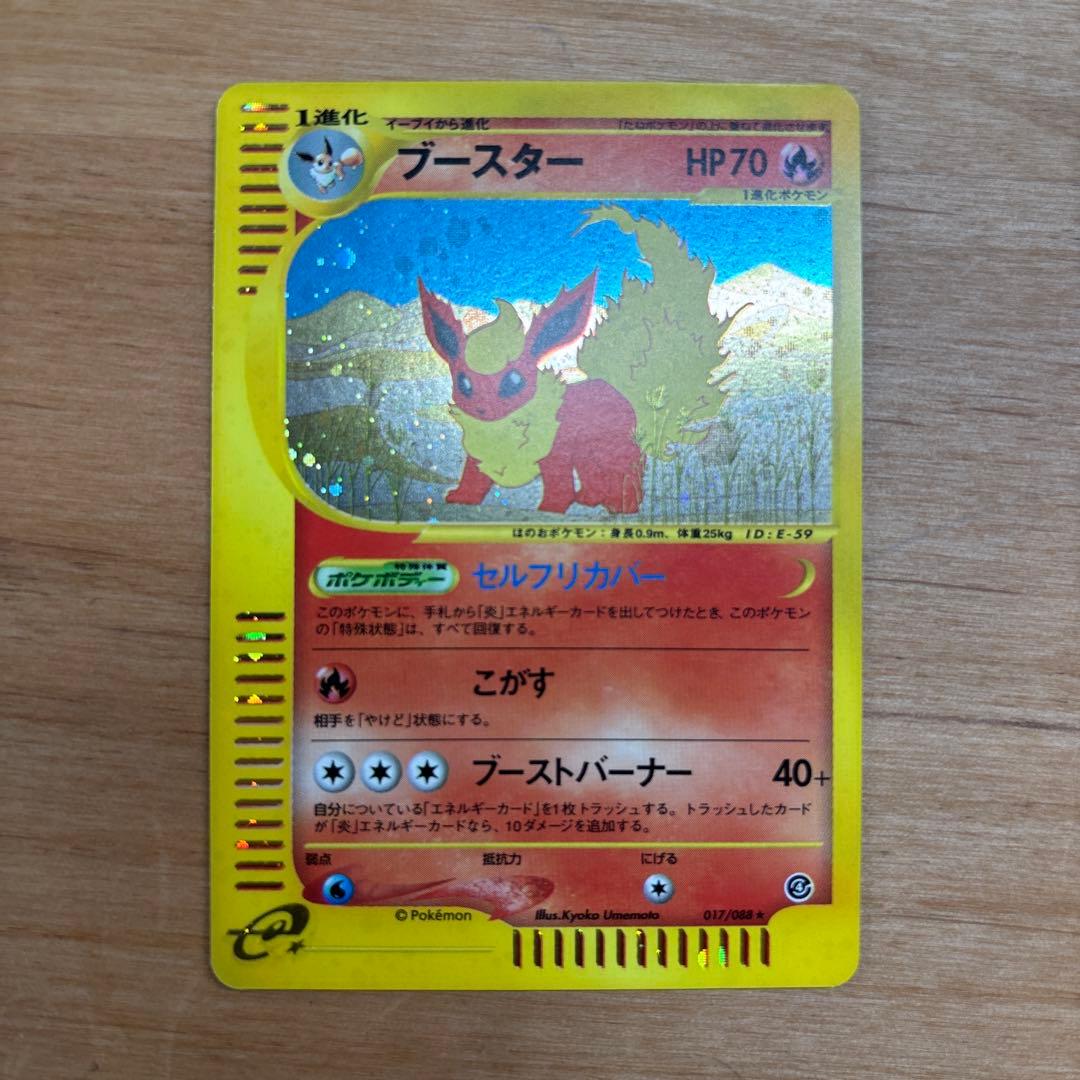 1進化
イーブイから進化
「たねポケモン」の上に重ねて進化させます
ブースター
HP70
1進化ポケモン
ほのおポケモン：身長0.9m、体重25kg ID:E-59
特殊体質
ポケボディー
セルフリカバー
このポケモンに、手札から「炎」エネルギーカードを出してつけたとき、このポケモン
の「特殊状態」は、すべて回復する。
こがす
相手を「やけど」状態にする。
ブーストバーナー 40+
自分についている「エネルギーカード」を1枚トラッシュする。トラッシュしたカード
が「炎」エネルギーカードなら、10ダメージを追加する。
弱点 抵抗力 にげる
© Pokémon Illus.Kyoko Umemoto 017/088★
e